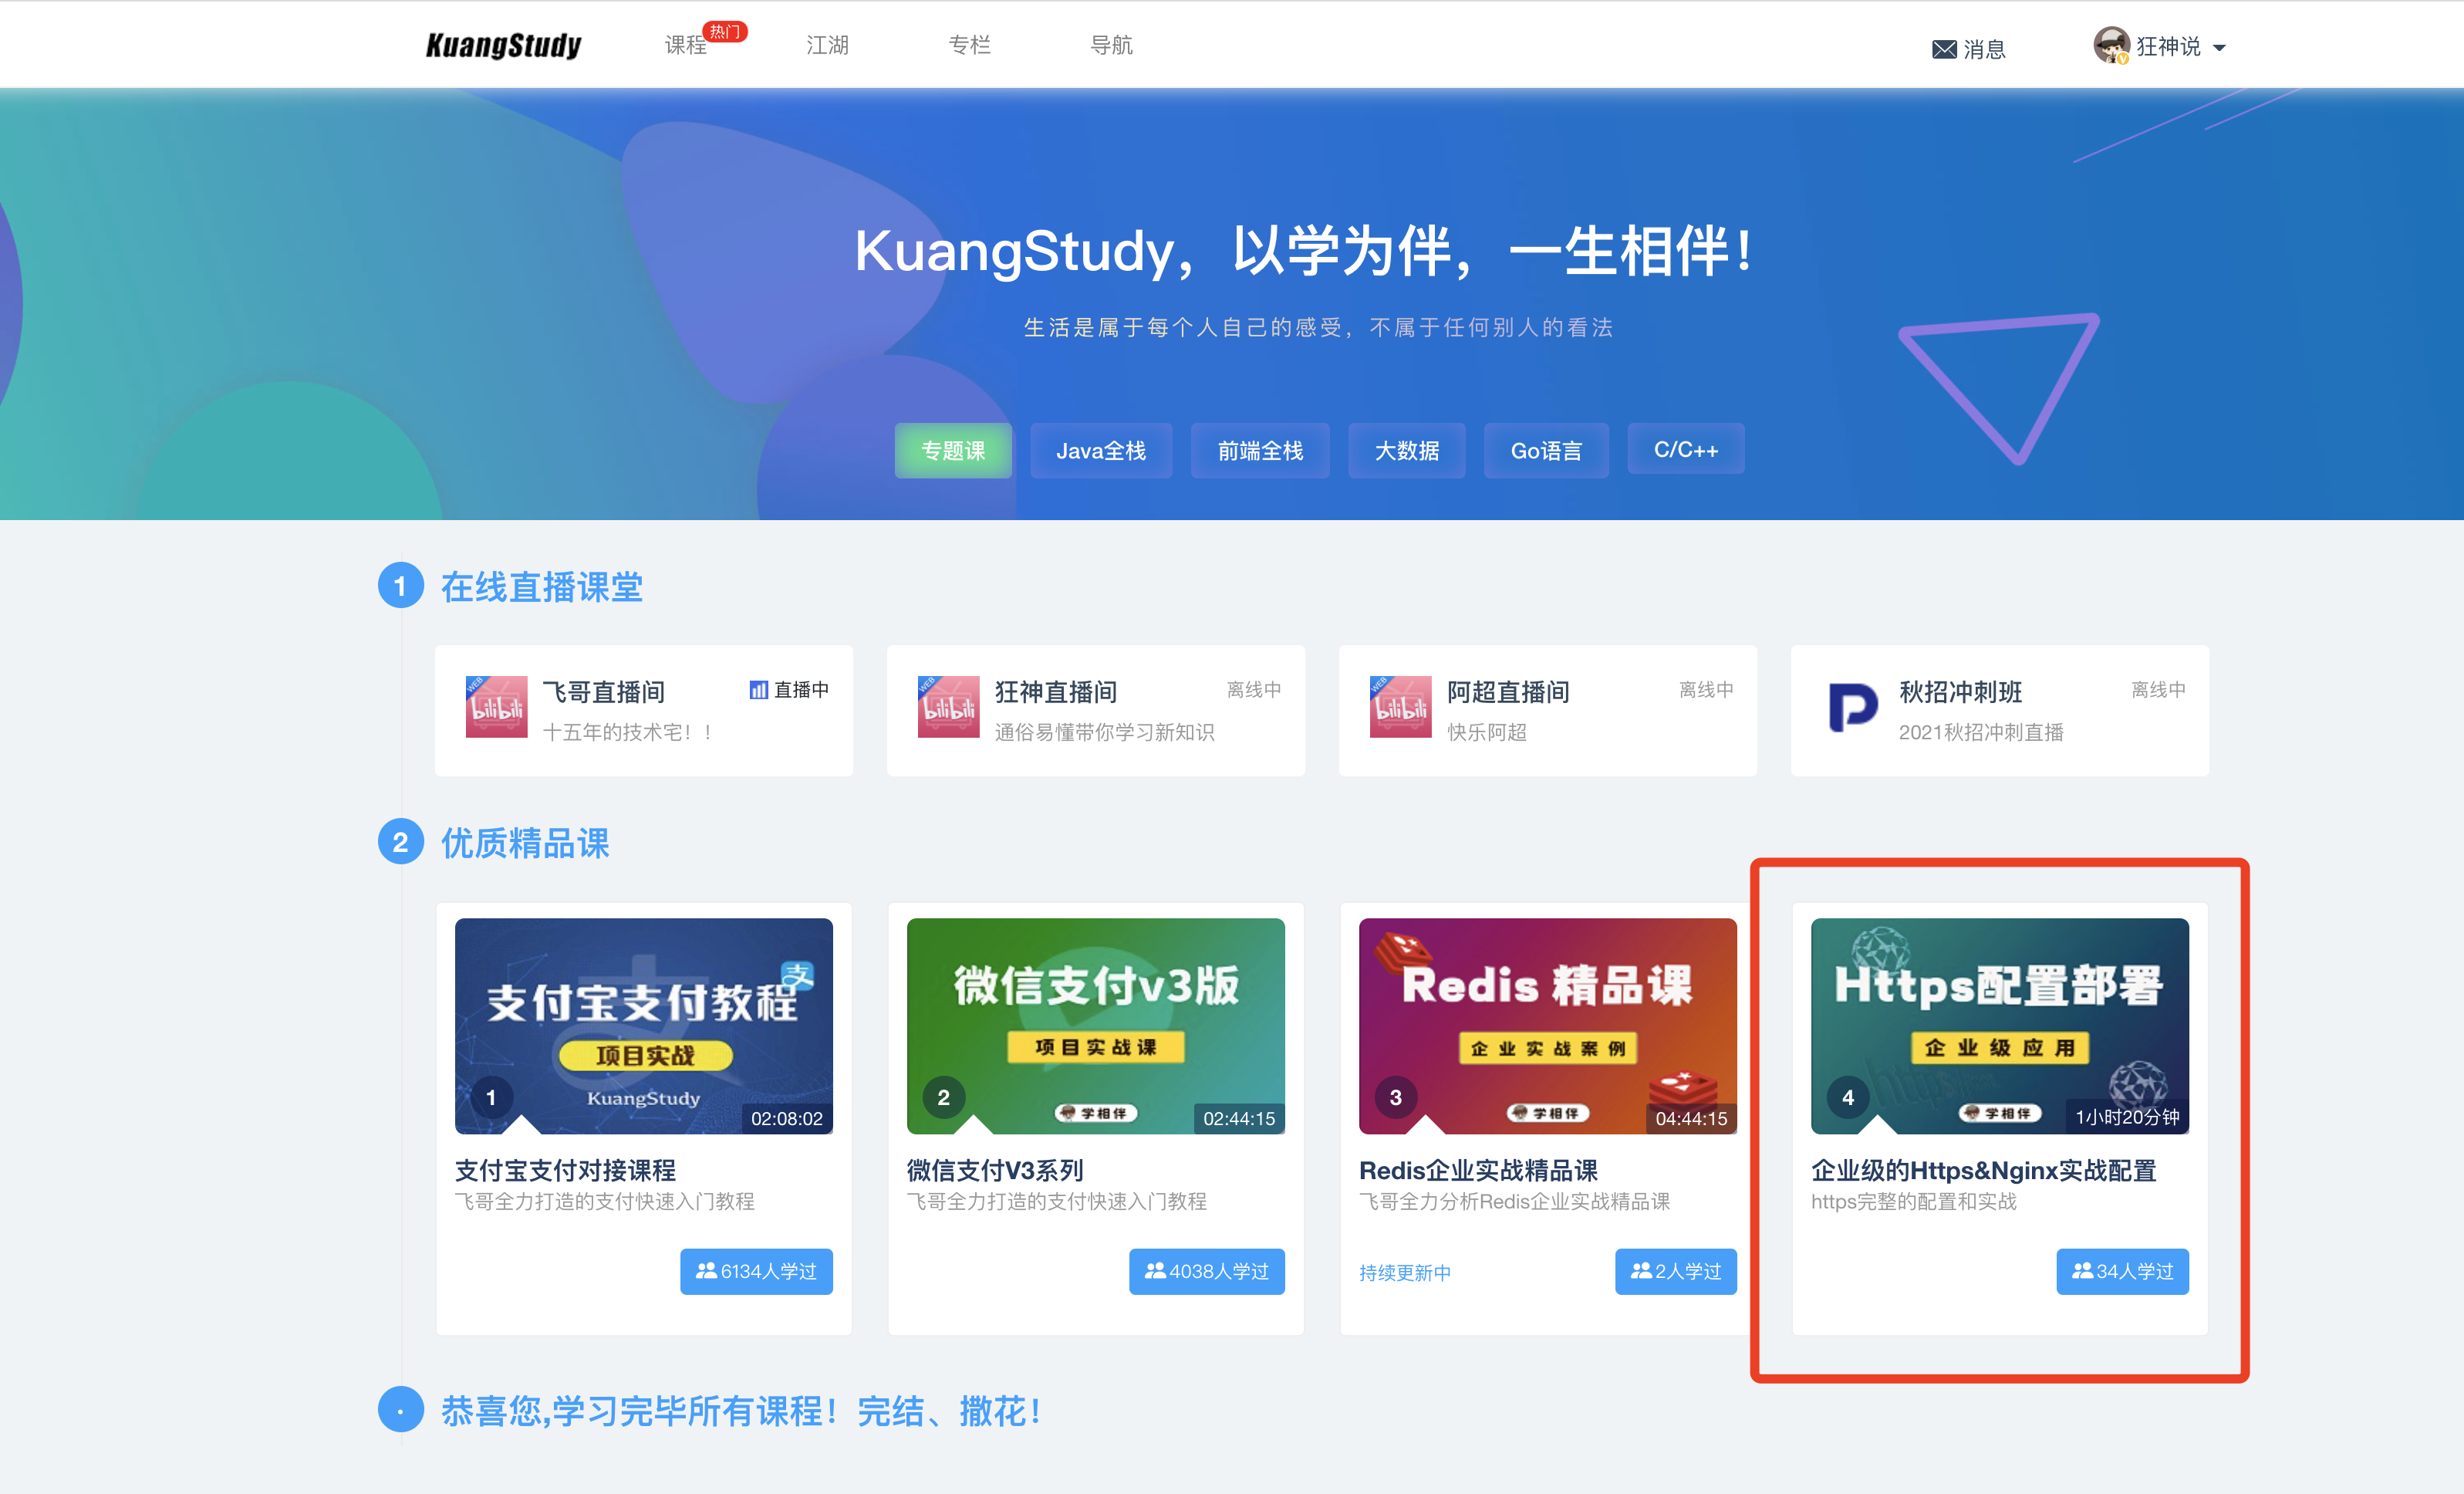 KuangStudy
课程
热门
江湖
专栏
导航
消息
狂神说
KuangStudy，以学为伴，一生相伴！
生活是属于每个人自己的感受，不属于任何别人的看法
专题课
Java全栈
前端全栈
大数据
Go语言
C/C++
1 在线直播课堂
WEB
bilibili
飞哥直播间
直播中
十五年的技术宅！！
WEB
bilibili
狂神直播间
离线中
通俗易懂带你学习新知识
WEB
bilibili
阿超直播间
离线中
快乐阿超
秋招冲刺班
离线中
2021秋招冲刺直播
2 优质精品课
支
支付宝支付教程
项目实战
KuangStudy
1
02:08:02
支付宝支付对接课程
飞哥全力打造的支付快速入门教程
6134人学过
微信支付v3版
项目实战课
学相伴
2
02:44:15
微信支付V3系列
飞哥全力打造的支付快速入门教程
4038人学过
Redis 精品课
企业实战案例
学相伴
3
04:44:15
Redis企业实战精品课
飞哥全力分析Redis企业实战精品课
持续更新中
2人学过
Https配置部署
企业级应用
https
学相伴
4
1小时20分钟
企业级的Https&Nginx实战配置
https完整的配置和实战
34人学过
· 恭喜您,学习完毕所有课程！完结、撒花！